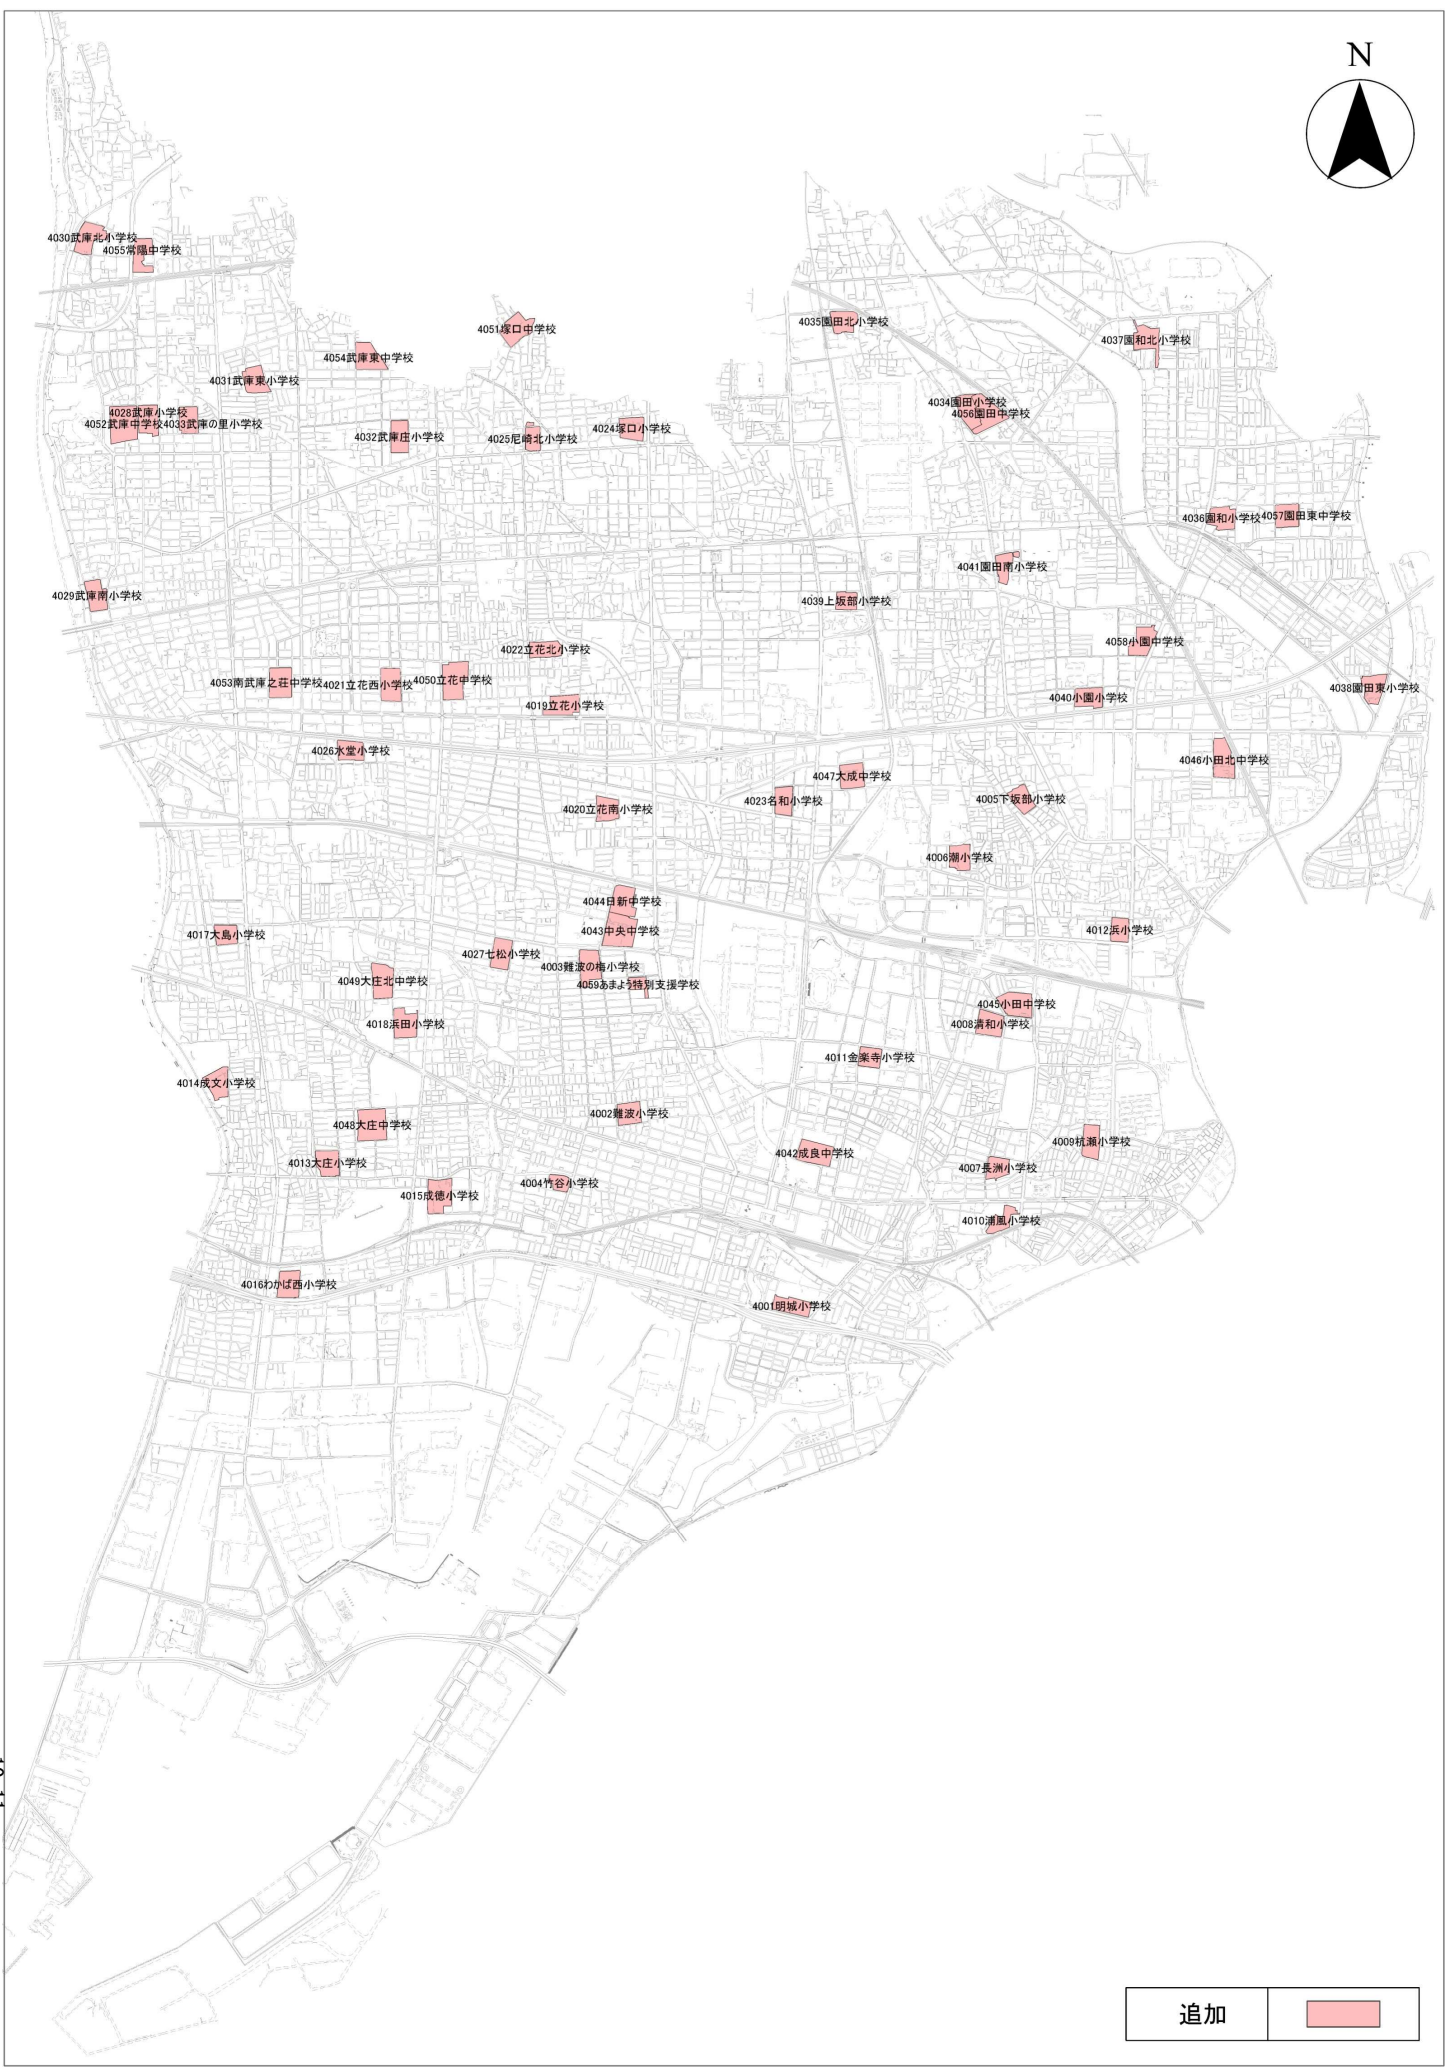 N
4030武庫北小学校
4055常陽中学校
4051塚口中学校
4035園田北小学校
4037園和北小学校
4054武庫東中学校
4031武庫東小学校
4034園田小学校
4056園田中学校
4028武庫小学校
4052武庫中学校
4033武庫の里小学校
4032武庫庄小学校
4025尼崎北小学校
4024塚口小学校
4036園和小学校
4057園田東中学校
4041園田南小学校
4029武庫南小学校
4039上坂部小学校
4058小園中学校
4022立花北小学校
4053南武庫之荘中学校
4021立花西小学校
4050立花中学校
4038園田東小学校
4019立花小学校
4040小園小学校
4026水堂小学校
4046小田北中学校
4047大成中学校
4023名和小学校
4005下坂部小学校
4020立花南小学校
4006潮小学校
4044日新中学校
4043中央中学校
4012浜小学校
4017大島小学校
4027七松小学校
4003難波の梅小学校
4049大庄北中学校
4059あまよう特別支援学校
4045小田中学校
4018浜田小学校
4008清和小学校
4011金楽寺小学校
4014成文小学校
4002難波小学校
4048大庄中学校
4009杭瀬小学校
4042成良中学校
4013大庄小学校
4007長洲小学校
4004竹谷小学校
4015成徳小学校
4010浦風小学校
4016わかば西小学校
4001明城小学校
追加